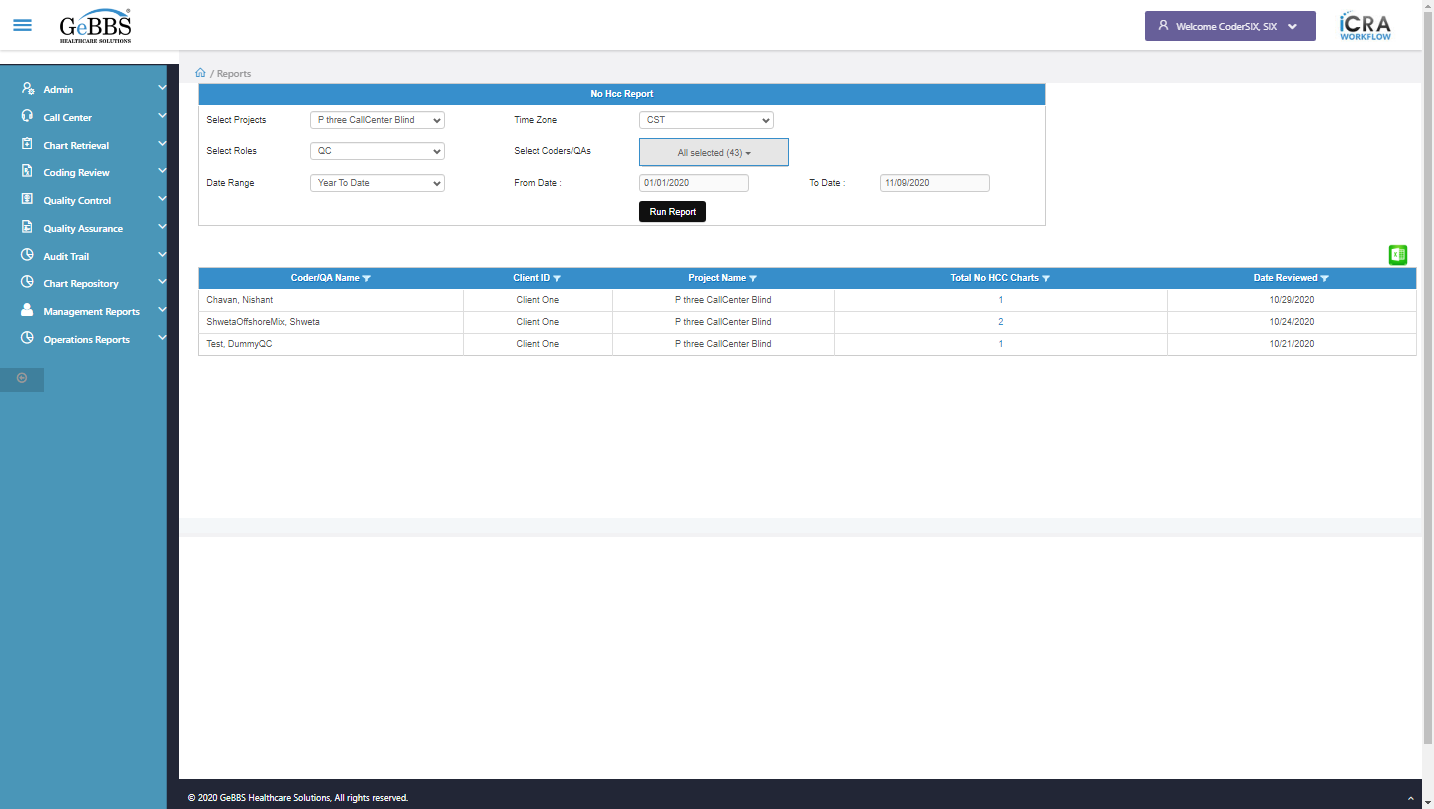 GeBBS
HEALTHCARE SOLUTIONS
Welcome CoderSIX, SIX
iCRA
WORKFLOW
Admin
Call Center
Chart Retrieval
Coding Review
Quality Control
Quality Assurance
Audit Trail
Chart Repository
Management Reports
Operations Reports
/ Reports
No Hcc Report
Select Projects P three CallCenter Blind Time Zone CST
Select Roles QC Select Coders/QAs All selected (43)
Date Range Year To Date From Date : 01/01/2020 To Date : 11/09/2020
Run Report
Coder/QA Name Client ID Project Name Total No HCC Charts Date Reviewed
Chavan, Nishant Client One P three CallCenter Blind 1 10/29/2020
ShwetaOffshoreMix, Shweta Client One P three CallCenter Blind 2 10/24/2020
Test, DummyQC Client One P three CallCenter Blind 1 10/21/2020
© 2020 GeBBS Healthcare Solutions, All rights reserved.